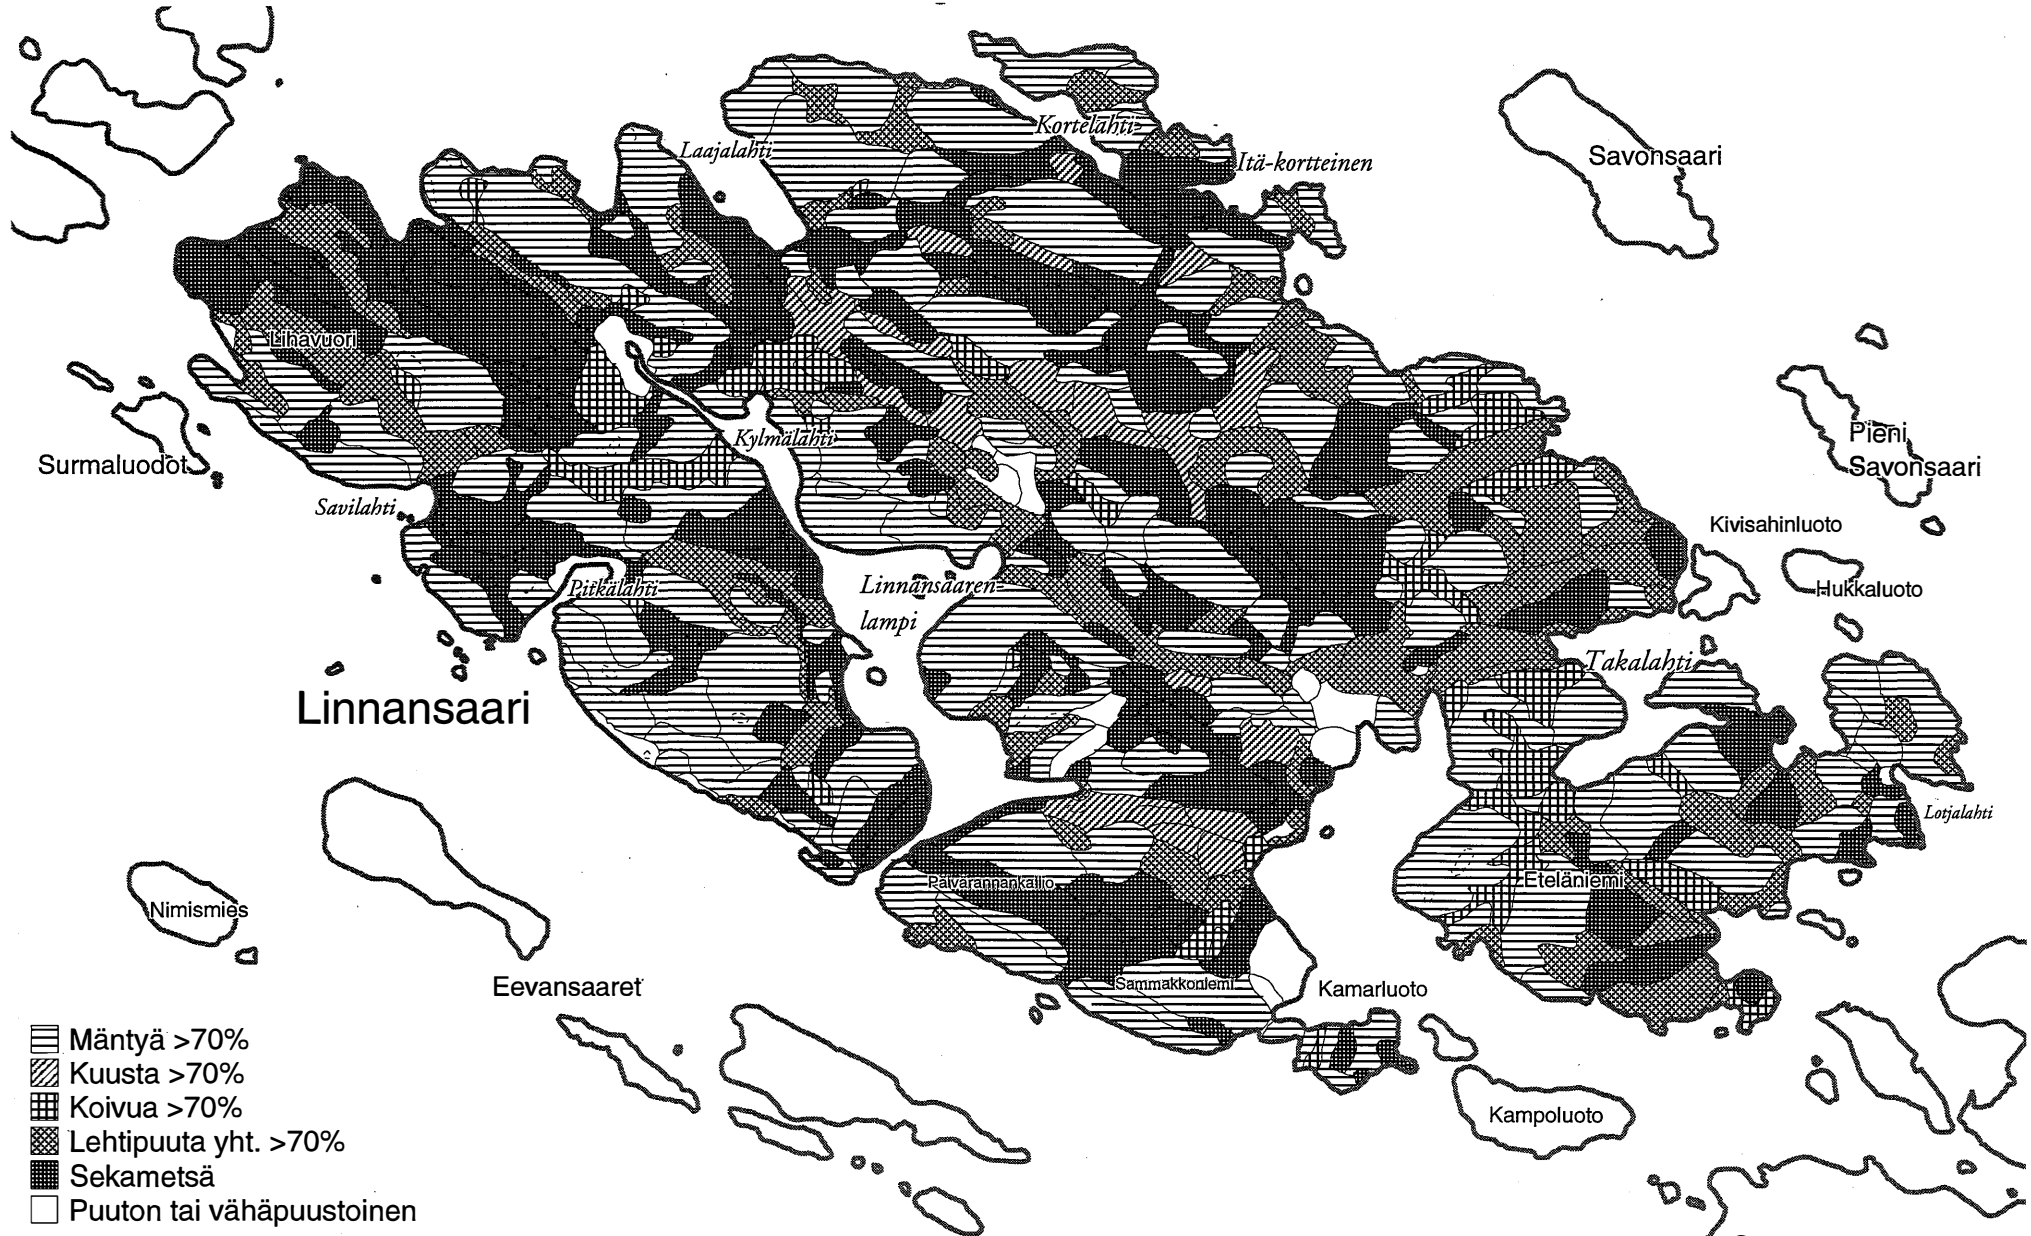 Kortelahti
Laajalahti
Itä-kortteinen
Savonsaari
Lihavuori
Kylmälahti
Surmaluodot
Pieni
Savonsaari
Savilahti
Kivisahinluoto
Pitkälahti
Linnansaaren-
lampi
Hukkaluoto
Takalahti
Linnansaari
Lotjalahti
Nimismies
Päivärannankallio
Eteläniemi
Eevansaaret
Sammakkoniemi
Kamarluoto
Kampoluoto
Mäntyä >70%
Kuusta >70%
Koivua >70%
Lehtipuuta yht. >70%
Sekametsä
Puuton tai vähäpuustoinen